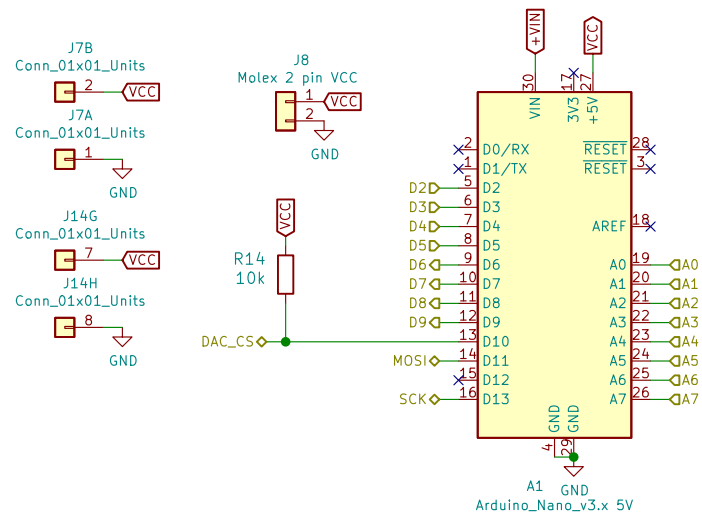 J7B
Conn_01x01_Units
2
VCC
J7A
Conn_01x01_Units
1
GND
J14G
Conn_01x01_Units
7
VCC
J14H
Conn_01x01_Units
8
GND
J8
Molex 2 pin VCC
1
VCC
2
GND
VCC
R14
10k
DAC_CS
MOSI
SCK
+VIN
VCC
30
17
27
VIN
3V3
+5V
2 D0/RX
1 D1/TX
D2 5 D2
D3 6 D3
D4 7 D4
D5 8 D5
D6 9 D6
D7 10 D7
D8 11 D8
D9 12 D9
13 D10
14 D11
15 D12
16 D13
RESET 28
RESET 3
AREF 18
A0 19 A0
A1 20 A1
A2 21 A2
A3 22 A3
A4 23 A4
A5 24 A5
A6 25 A6
A7 26 A7
GND
GND
4
29
GND
A1
Arduino_Nano_v3.x 5V